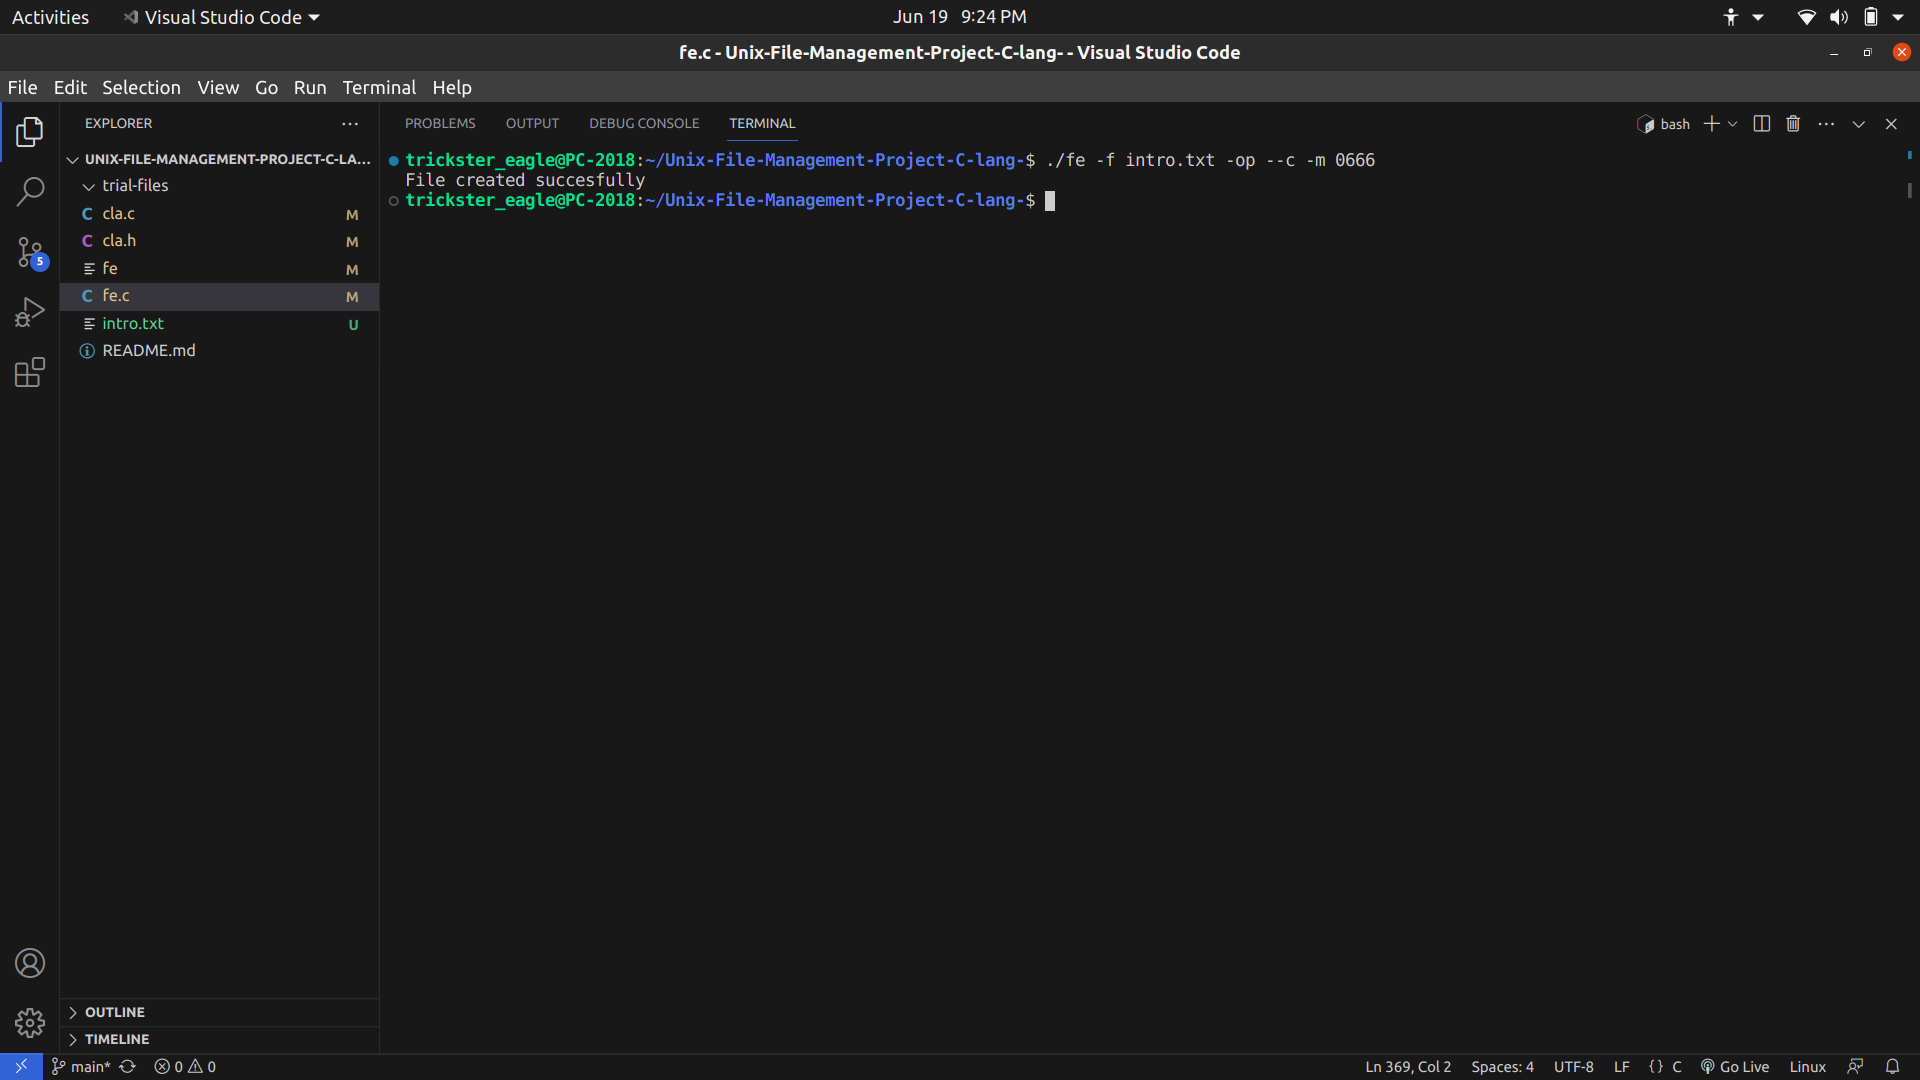 Activities Visual Studio Code Jun 19 9:24 PM
fe.c - Unix-File-Management-Project-C-lang- - Visual Studio Code
File Edit Selection View Go Run Terminal Help
EXPLORER
UNIX-FILE-MANAGEMENT-PROJECT-C-LA...
trial-files
C cla.c M
C cla.h M
fe M
C fe.c M
intro.txt U
README.md
5
OUTLINE
TIMELINE
PROBLEMS OUTPUT DEBUG CONSOLE TERMINAL bash
trickster_eagle@PC-2018:~/Unix-File-Management-Project-C-lang-$ ./fe -f intro.txt -op --c -m 0666
File created succesfully
trickster_eagle@PC-2018:~/Unix-File-Management-Project-C-lang-$
main* 0 0 Ln 369, Col 2 Spaces: 4 UTF-8 LF {} C Go Live Linux